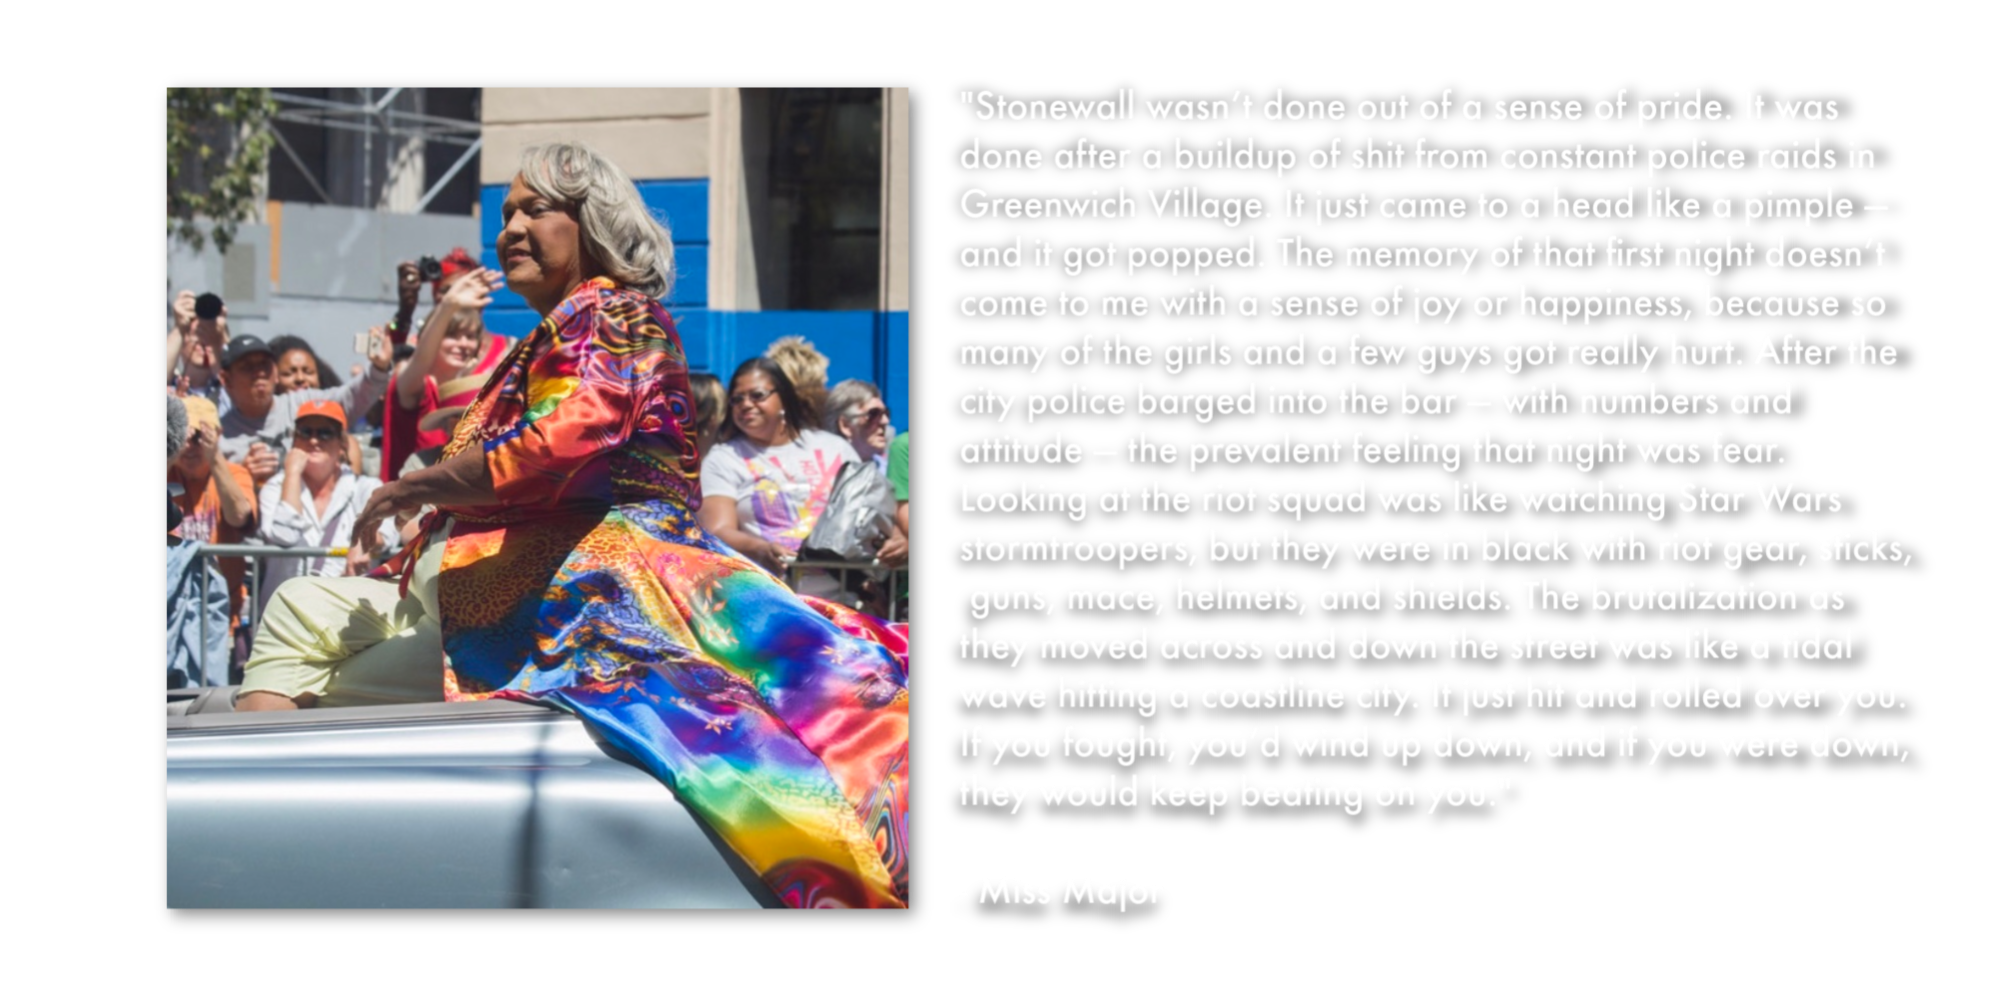 "Stonewall wasn't done out of a sense of pride. It was
done after a buildup of shit from constant police raids in
Greenwich Village. It just came to a head like a pimple –
and it got popped. The memory of that first night doesn't
come to me with a sense of joy or happiness, because so
many of the girls and a few guys got really hurt. After the
city police barged into the bar – with numbers and
attitude – the prevalent feeling that night was fear.
Looking at the riot squad was like watching Star Wars
stormtroopers, but they were in black with riot gear, sticks,
guns, mace, helmets, and shields. The brutalization as
they moved across and down the street was like a tidal
wave hitting a coastline city. It just hit and rolled over you.
If you fought, you'd wind up down, and if you were down,
they would keep beating on you."
Miss Major